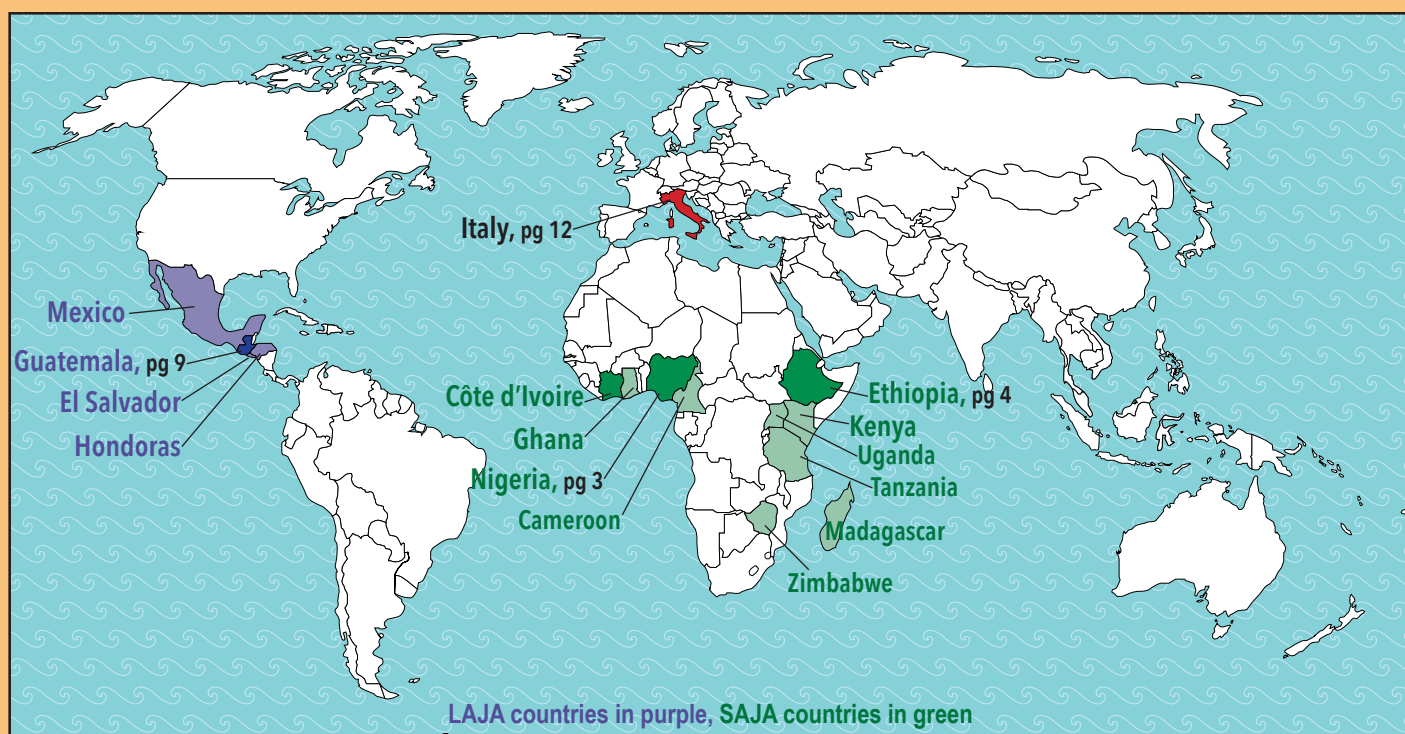 Italy, pg 12
Mexico
Guatemala, pg 9
El Salvador
Hondoras
Côte d’Ivoire
Ghana
Nigeria, pg 3
Cameroon
Ethiopia, pg 4
Kenya
Uganda
Tanzania
Madagascar
Zimbabwe
LAJA countries in purple, SAJA countries in green